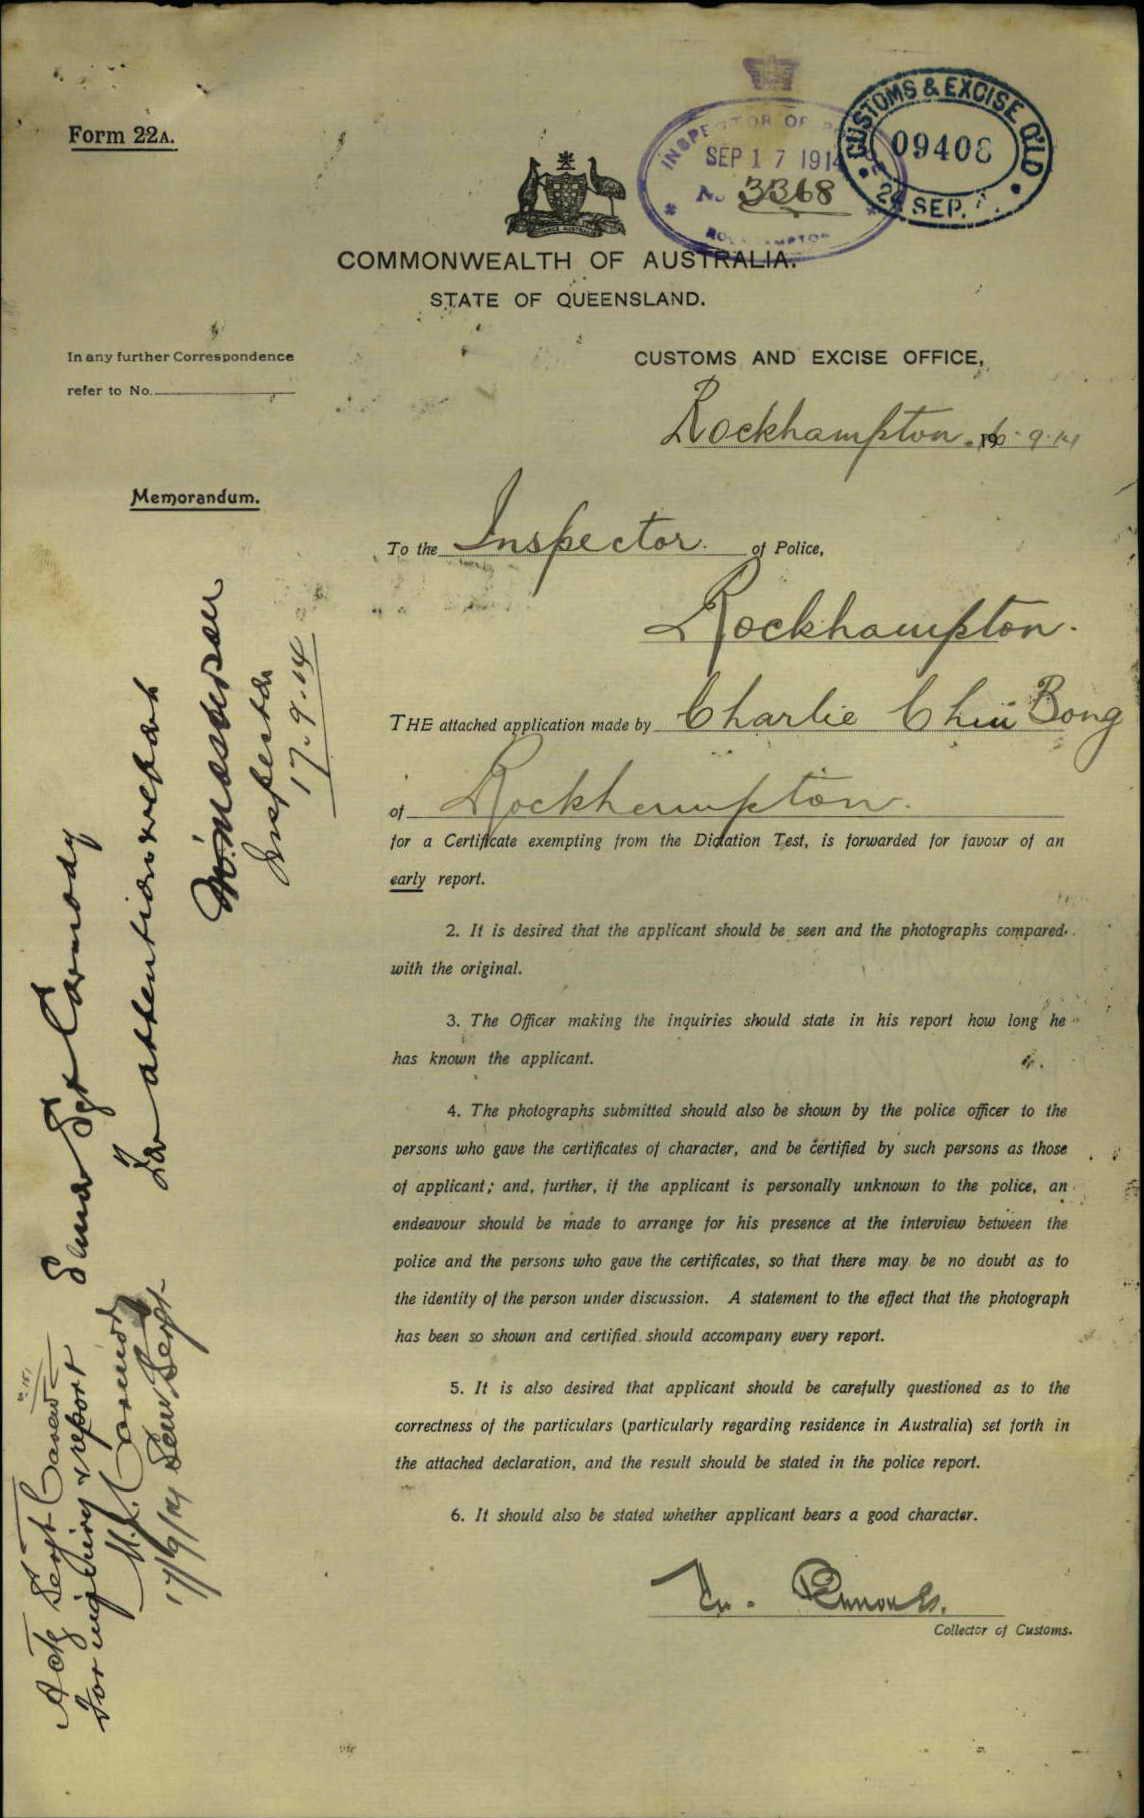 Form 22A.
INSPECTOR OF POLICE
SEP 17 1914
No 3368
ROCKHAMPTON
CUSTOMS & EXCISE Q'LD
09408
24 SEP.
COMMONWEALTH OF AUSTRALIA.
STATE OF QUEENSLAND.
In any further Correspondence
refer to No.
CUSTOMS AND EXCISE OFFICE,
Rockhampton. 16.9.14
Memorandum.
To the Inspector. of Police,
Rockhampton.
THE attached application made by Charlie Chin Bong
of Rockhampton.
for a Certificate exempting from the Dictation Test, is forwarded for favour of an
early report.
2. It is desired that the applicant should be seen and the photographs compared
with the original.
3. The Officer making the inquiries should state in his report how long he
has known the applicant.
4. The photographs submitted should also be shown by the police officer to the
persons who gave the certificates of character, and be certified by such persons as those
of applicant; and, further, if the applicant is personally unknown to the police, an
endeavour should be made to arrange for his presence at the interview between the
police and the persons who gave the certificates, so that there may be no doubt as to
the identity of the person under discussion. A statement to the effect that the photograph
has been so shown and certified should accompany every report.
5. It is also desired that applicant should be carefully questioned as to the
correctness of the particulars (particularly regarding residence in Australia) set forth in
the attached declaration, and the result should be stated in the police report.
6. It should also be stated whether applicant bears a good character.
Collector of Customs.
Senior Sgt Carmody
For attention & report
Inspector
17.9.14
Actg Sergt
For inquiry & report
M. J. Carmody
17/9/14 Senr Sergt